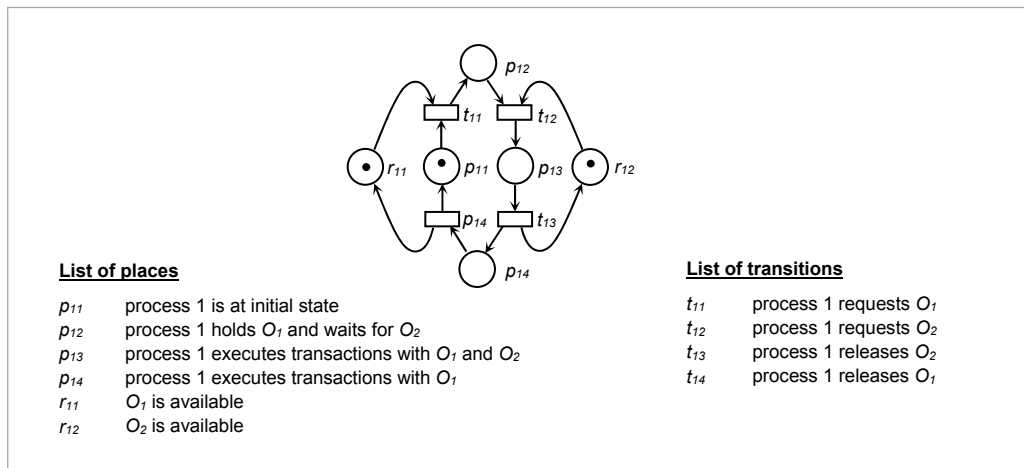 p12
t11
t12
r11
p11
p13
r12
p14
t13
p14
List of places
p11 process 1 is at initial state
p12 process 1 holds O1 and waits for O2
p13 process 1 executes transactions with O1 and O2
p14 process 1 executes transactions with O1
r11 O1 is available
r12 O2 is available
List of transitions
t11 process 1 requests O1
t12 process 1 requests O2
t13 process 1 releases O2
t14 process 1 releases O1